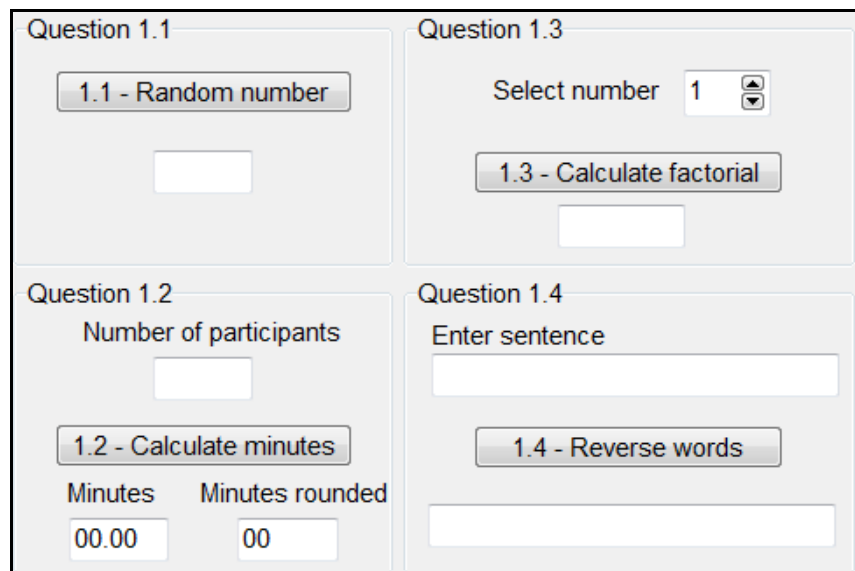 Question 1.1
1.1 - Random number
Question 1.3
Select number 1
1.3 - Calculate factorial
Question 1.2
Number of participants
1.2 - Calculate minutes
Minutes Minutes rounded
00.00 00
Question 1.4
Enter sentence
1.4 - Reverse words